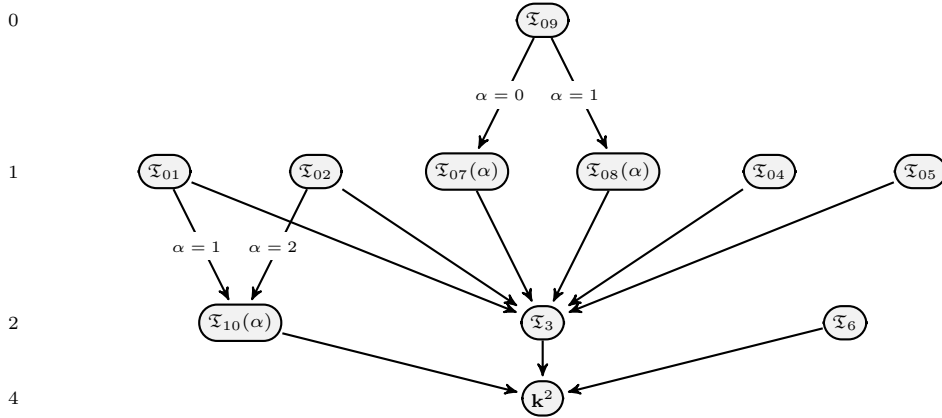 0 𝔗₀₉
α = 0 α = 1
1 𝔗₀₁ 𝔗₀₂ 𝔗₀₇(α) 𝔗₀₈(α) 𝔗₀₄ 𝔗₀₅
α = 1 α = 2
2 𝔗₁₀(α) 𝔗₃ 𝔗₆
4 𝐤²